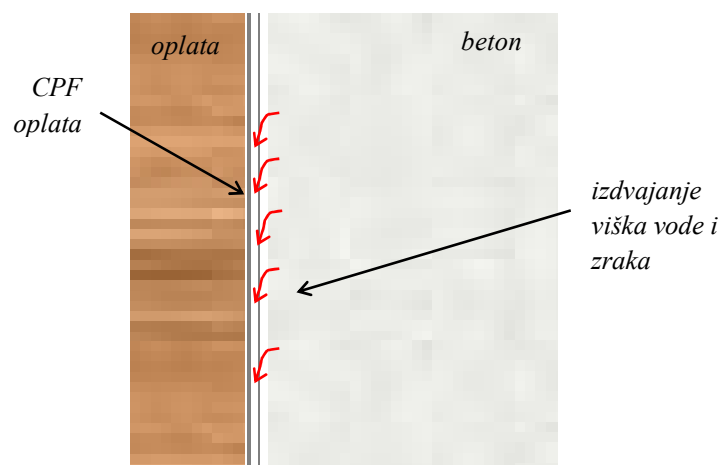 oplata
beton
CPF
oplata
izdvajanje
viška vode i
zraka